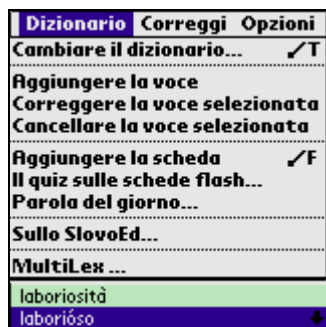 Dizionario Correggi Opzioni
Cambiare il dizionario... /T
Aggiungere la voce
Correggere la voce selezionata
Cancellare la voce selezionata
Aggiungere la scheda /F
Il quiz sulle schede flash...
Parola del giorno...
Sullo SlovoEd...
MultiLex ...
laboriosità
laborióso